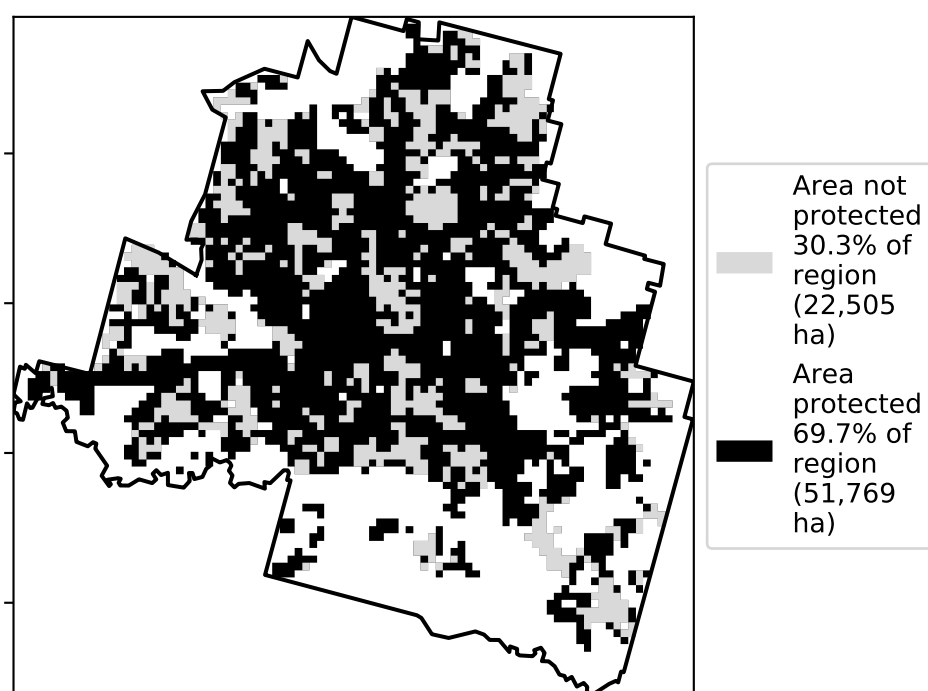 Area not
protected
30.3% of
region
(22,505
ha)
Area
protected
69.7% of
region
(51,769
ha)